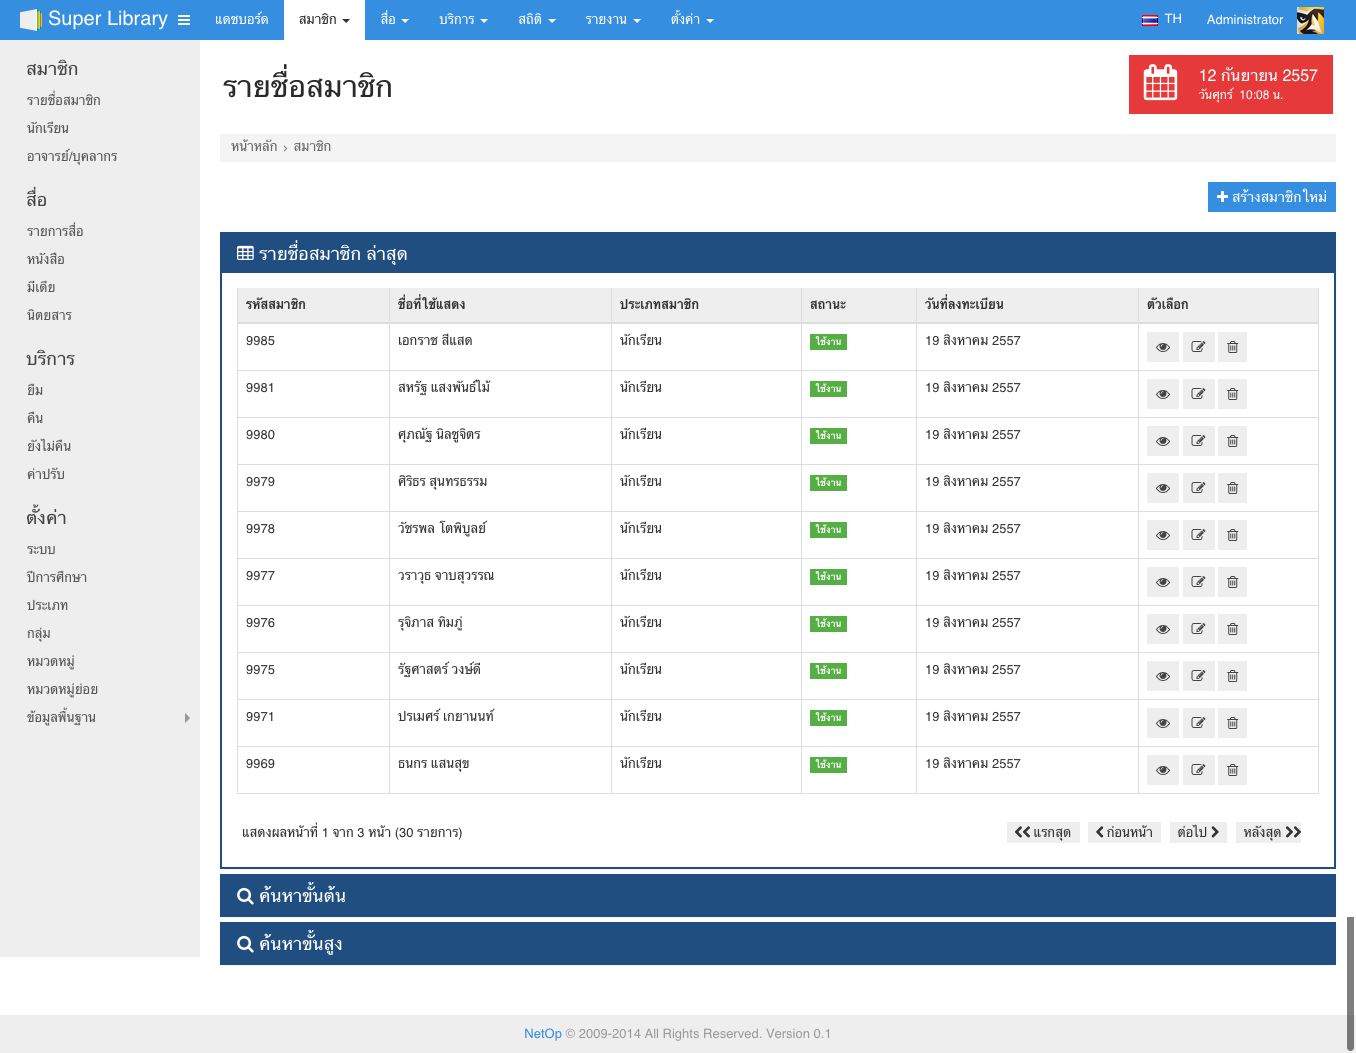 Super Library แดชบอร์ด สมาชิก สื่อ บริการ สถิติ รายงาน ตั้งค่า TH Administrator
สมาชิก
รายชื่อสมาชิก
นักเรียน
อาจารย์/บุคลากร
สื่อ
รายการสื่อ
หนังสือ
มีเดีย
นิตยสาร
บริการ
ยืม
คืน
ยังไม่คืน
ค่าปรับ
ตั้งค่า
ระบบ
ปีการศึกษา
ประเภท
กลุ่ม
หมวดหมู่
หมวดหมู่ย่อย
ข้อมูลพื้นฐาน
รายชื่อสมาชิก
12 กันยายน 2557
วันศุกร์ 10:08 น.
หน้าหลัก › สมาชิก
สร้างสมาชิกใหม่
รายชื่อสมาชิก ล่าสุด
รหัสสมาชิก ชื่อที่ใช้แสดง ประเภทสมาชิก สถานะ วันที่ลงทะเบียน ตัวเลือก
9985 เอกราช สีแสด นักเรียน ใช้งาน 19 สิงหาคม 2557
9981 สหรัฐ แสงพันธ์ไม้ นักเรียน ใช้งาน 19 สิงหาคม 2557
9980 ศุภณัฐ นิลชูจิตร นักเรียน ใช้งาน 19 สิงหาคม 2557
9979 ศิริธร สุนทรธรรม นักเรียน ใช้งาน 19 สิงหาคม 2557
9978 วัชรพล โตพิบูลย์ นักเรียน ใช้งาน 19 สิงหาคม 2557
9977 วราวุธ จาบสุวรรณ นักเรียน ใช้งาน 19 สิงหาคม 2557
9976 รุจิภาส ทิมภู่ นักเรียน ใช้งาน 19 สิงหาคม 2557
9975 รัฐศาสตร์ วงษ์ดี นักเรียน ใช้งาน 19 สิงหาคม 2557
9971 ปรเมศร์ เกยานนท์ นักเรียน ใช้งาน 19 สิงหาคม 2557
9969 ธนกร แสนสุข นักเรียน ใช้งาน 19 สิงหาคม 2557
แสดงผลหน้าที่ 1 จาก 3 หน้า (30 รายการ) แรกสุด ก่อนหน้า ต่อไป หลังสุด
ค้นหาขั้นต้น
ค้นหาขั้นสูง
NetOp © 2009-2014 All Rights Reserved. Version 0.1